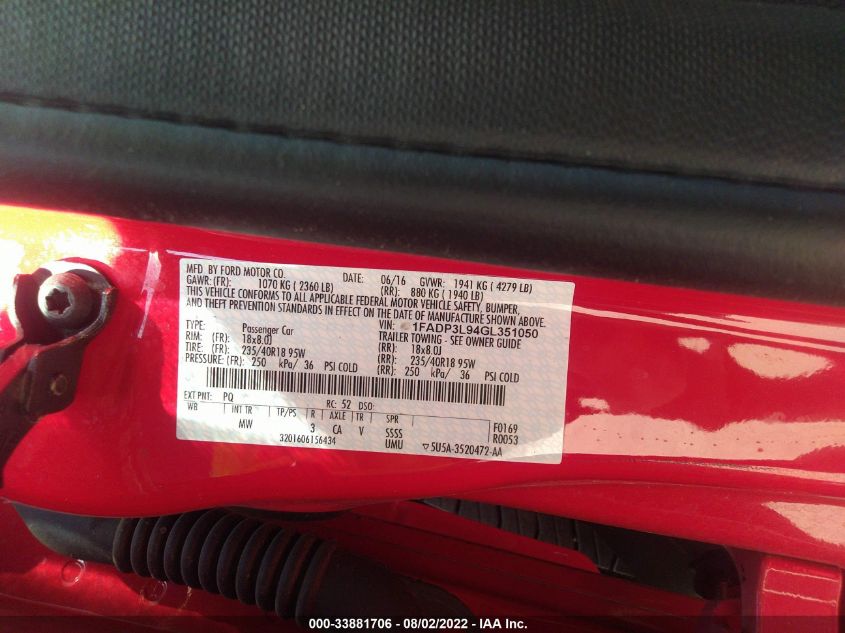 MFD. BY FORD MOTOR CO. DATE: 06/16 GVWR: 1941 KG ( 4279 LB)
GAWR: (FR): 1070 KG ( 2360 LB) (RR): 880 KG ( 1940 LB)
THIS VEHICLE CONFORMS TO ALL APPLICABLE FEDERAL MOTOR VEHICLE SAFETY, BUMPER,
AND THEFT PREVENTION STANDARDS IN EFFECT ON THE DATE OF MANUFACTURE SHOWN ABOVE.
VIN: 1FADP3L94GL351050
TYPE: Passenger Car TRAILER TOWING - SEE OWNER GUIDE
RIM: (FR): 18x8.0J (RR): 18x8.0J
TIRE: (FR): 235/40R18 95W (RR): 235/40R18 95W
PRESSURE: (FR): 250 kPa/ 36 PSI COLD (RR): 250 kPa/ 36 PSI COLD
EXT PNT: PQ RC: 52 DSO:
WB INT TR TP/PS R AXLE TR SPR F0169
MW 3 CA V SSSS R0053
3201606156434 UMU ▽5U5A-3520472-AA
000-33881706 - 08/02/2022 - IAA Inc.